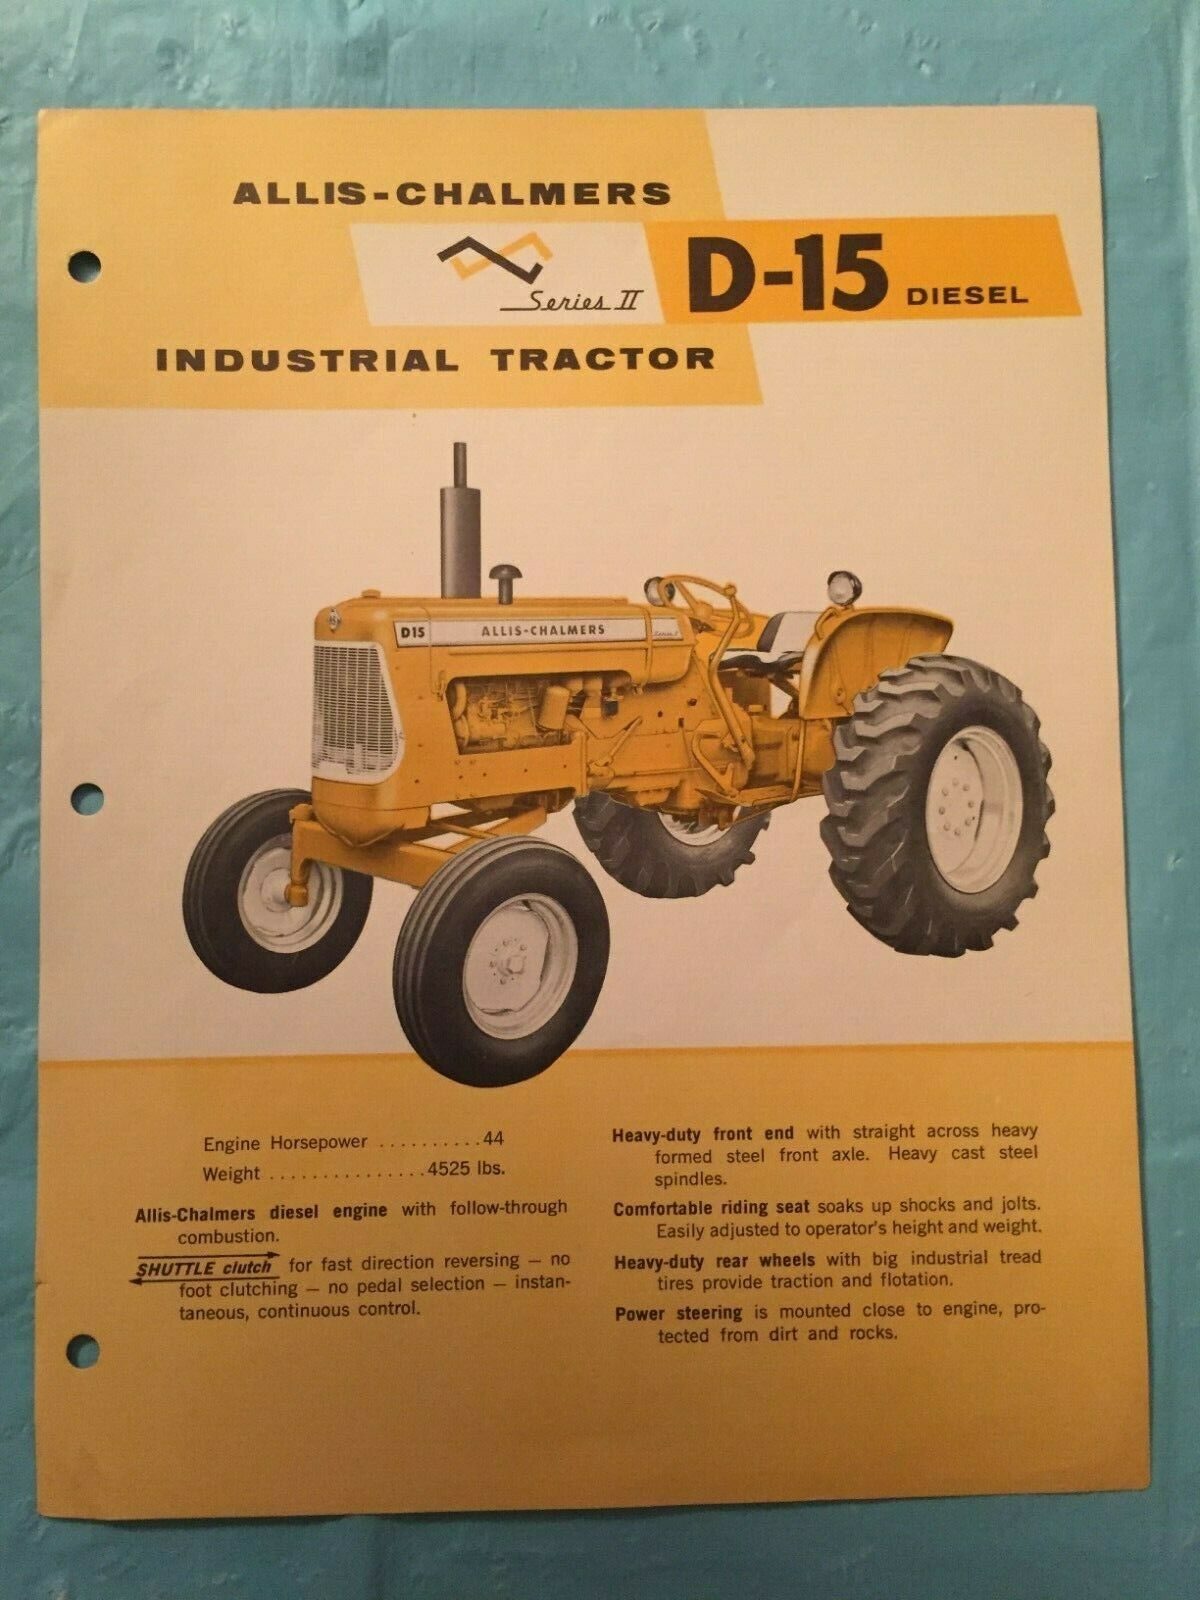 ALLIS-CHALMERS
Series II
D-15 DIESEL
INDUSTRIAL TRACTOR
D15 ALLIS-CHALMERS
Engine Horsepower ..........44
Weight ...............4525 lbs.
Allis-Chalmers diesel engine with follow-through
combustion.
SHUTTLE clutch for fast direction reversing — no
foot clutching — no pedal selection — instan-
taneous, continuous control.
Heavy-duty front end with straight across heavy
formed steel front axle. Heavy cast steel
spindles.
Comfortable riding seat soaks up shocks and jolts.
Easily adjusted to operator's height and weight.
Heavy-duty rear wheels with big industrial tread
tires provide traction and flotation.
Power steering is mounted close to engine, pro-
tected from dirt and rocks.